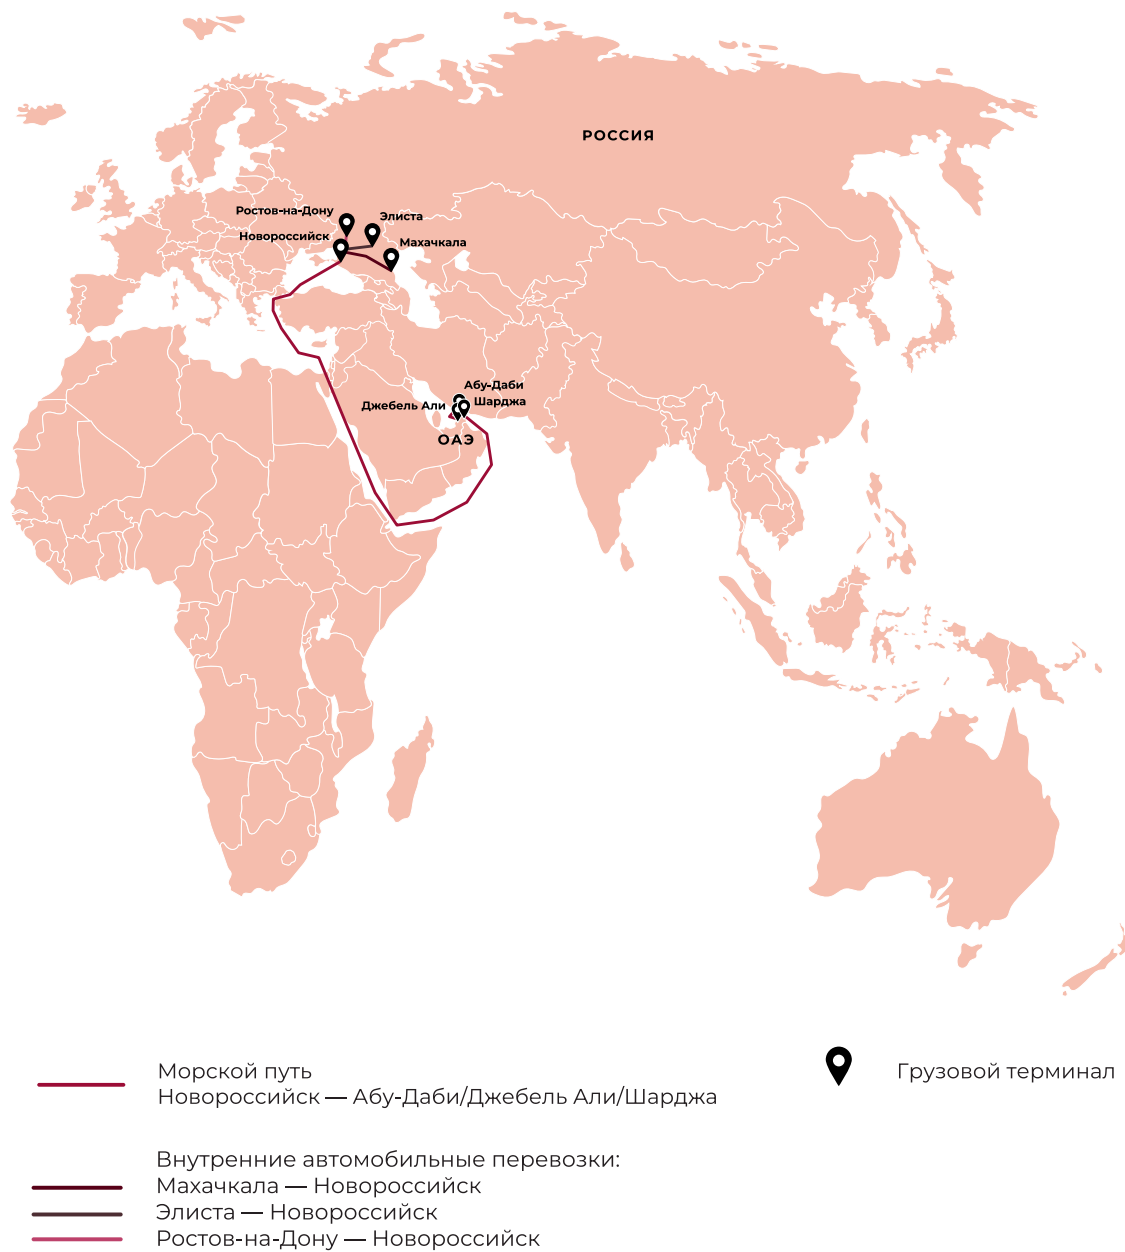 РОССИЯ
Ростов-на-Дону
Элиста
Новороссийск
Махачкала
Абу-Даби
Джебель Али
Шарджа
ОАЭ
Морской путь
Новороссийск — Абу-Даби/Джебель Али/Шарджа
Грузовой терминал
Внутренние автомобильные перевозки:
Махачкала — Новороссийск
Элиста — Новороссийск
Ростов-на-Дону — Новороссийск